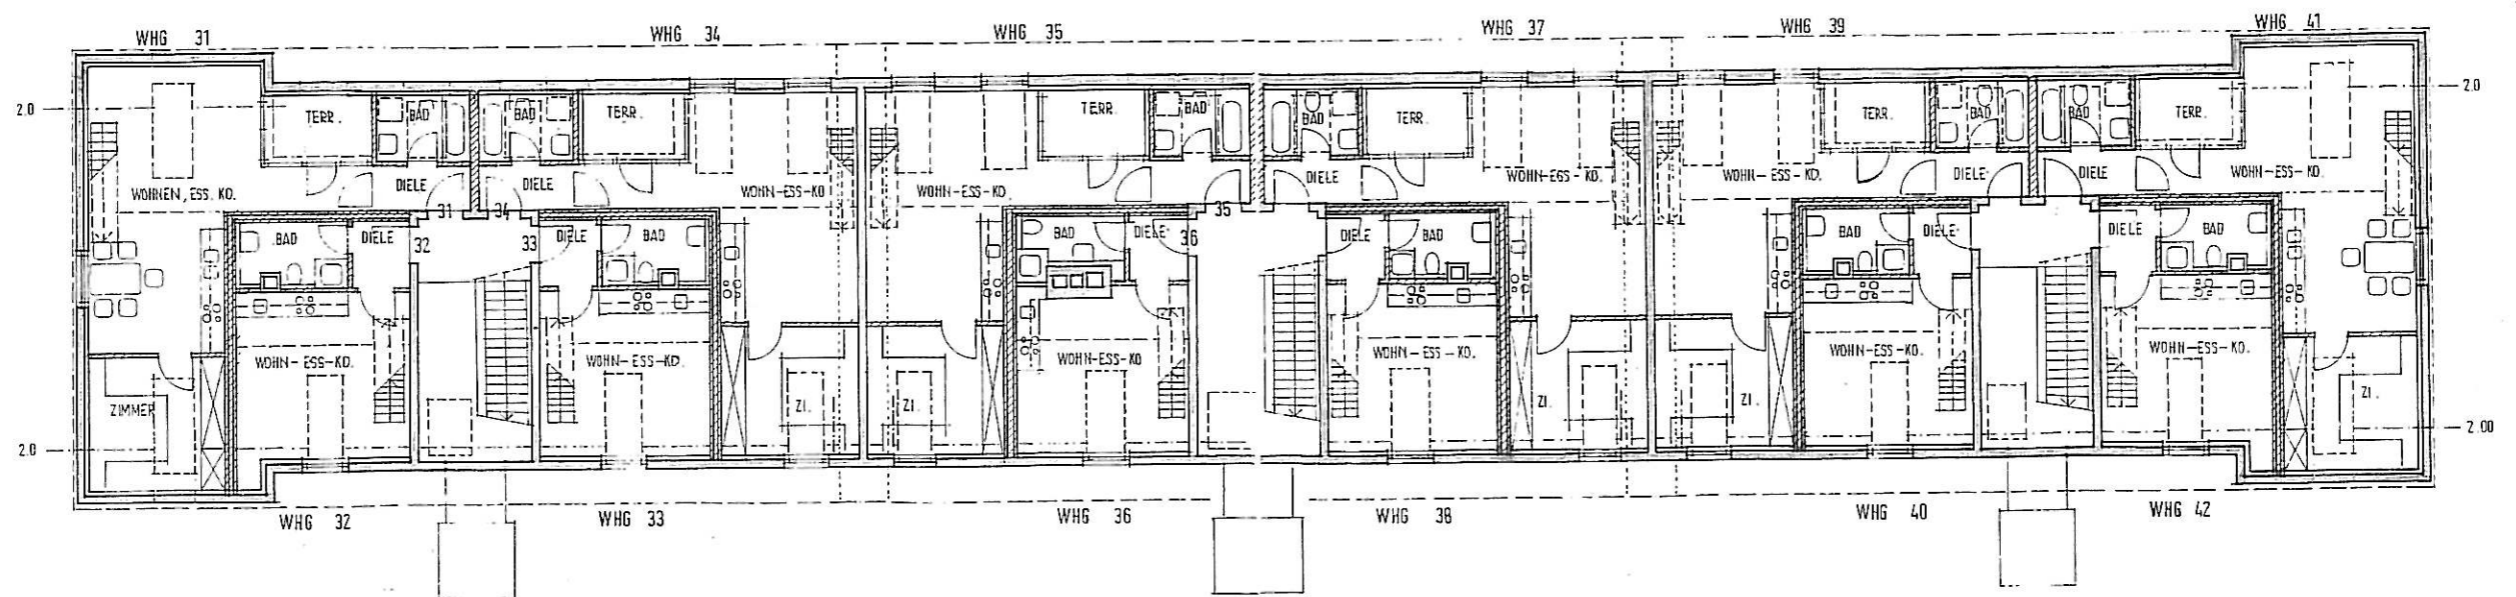 WHG 31
WHG 34
WHG 35
WHG 37
WHG 39
WHG 41
2.0
TERR.
BAD
BAD
TERR.
TERR.
BAD
BAD
TERR.
TERR.
BAD
BAD
TERR.
2.0
WOHNEN, ESS. KO.
DIELE
DIELE
WOHN-ESS-KO
WOHN-ESS-KO
DIELE
WOHN-ESS-KO.
WOHN-ESS-KO.
DIELE
DIELE
WOHN-ESS-KO.
31
34
35
BAD
DIELE
32
33
DIELE
BAD
BAD
DIELE
36
DIELE
BAD
BAD
DIELE
DIELE
BAD
WOHN-ESS-KO.
WOHN-ESS-KO.
WOHN-ESS-KO
WOHN-ESS-KO.
WOHN-ESS-KO.
WOHN-ESS-KO.
ZIMMER
ZI.
ZI.
ZI.
ZI.
ZI.
2.0
2.00
WHG 32
WHG 33
WHG 36
WHG 38
WHG 40
WHG 42